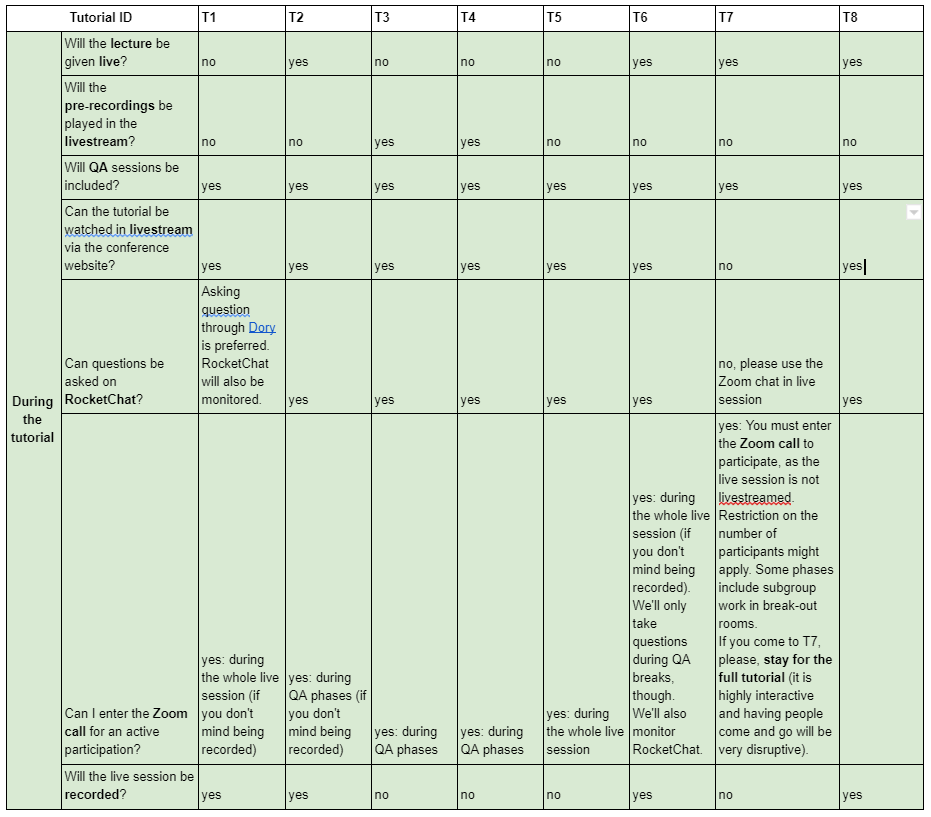 Tutorial ID T1 T2 T3 T4 T5 T6 T7 T8
During
the
tutorial
Will the lecture be
given live?
no yes no no no yes yes yes
Will the
pre-recordings be
played in the
livestream?
no no yes yes no no no no
Will QA sessions be
included?
yes yes yes yes yes yes yes yes
Can the tutorial be
watched in livestream
via the conference
website?
yes yes yes yes yes yes no yes
Can questions be
asked on
RocketChat?
Asking
question
through Dory
is preferred.
RocketChat
will also be
monitored.
yes yes yes yes yes
no, please use the
Zoom chat in live
session
yes
Can I enter the Zoom
call for an active
participation?
yes: during
the whole live
session (if
you don't
mind being
recorded)
yes: during
QA phases (if
you don't
mind being
recorded)
yes: during
QA phases
yes: during
QA phases
yes: during
the whole live
session
yes: during
the whole live
session (if
you don't
mind being
recorded).
We'll only
take
questions
during QA
breaks,
though.
We'll also
monitor
RocketChat.
yes: You must enter
the Zoom call to
participate, as the
live session is not
livestreamed.
Restriction on the
number of
participants might
apply. Some phases
include subgroup
work in break-out
rooms.
If you come to T7,
please, stay for the
full tutorial (it is
highly interactive
and having people
come and go will be
very disruptive).
Will the live session be
recorded?
yes yes no no no yes no yes